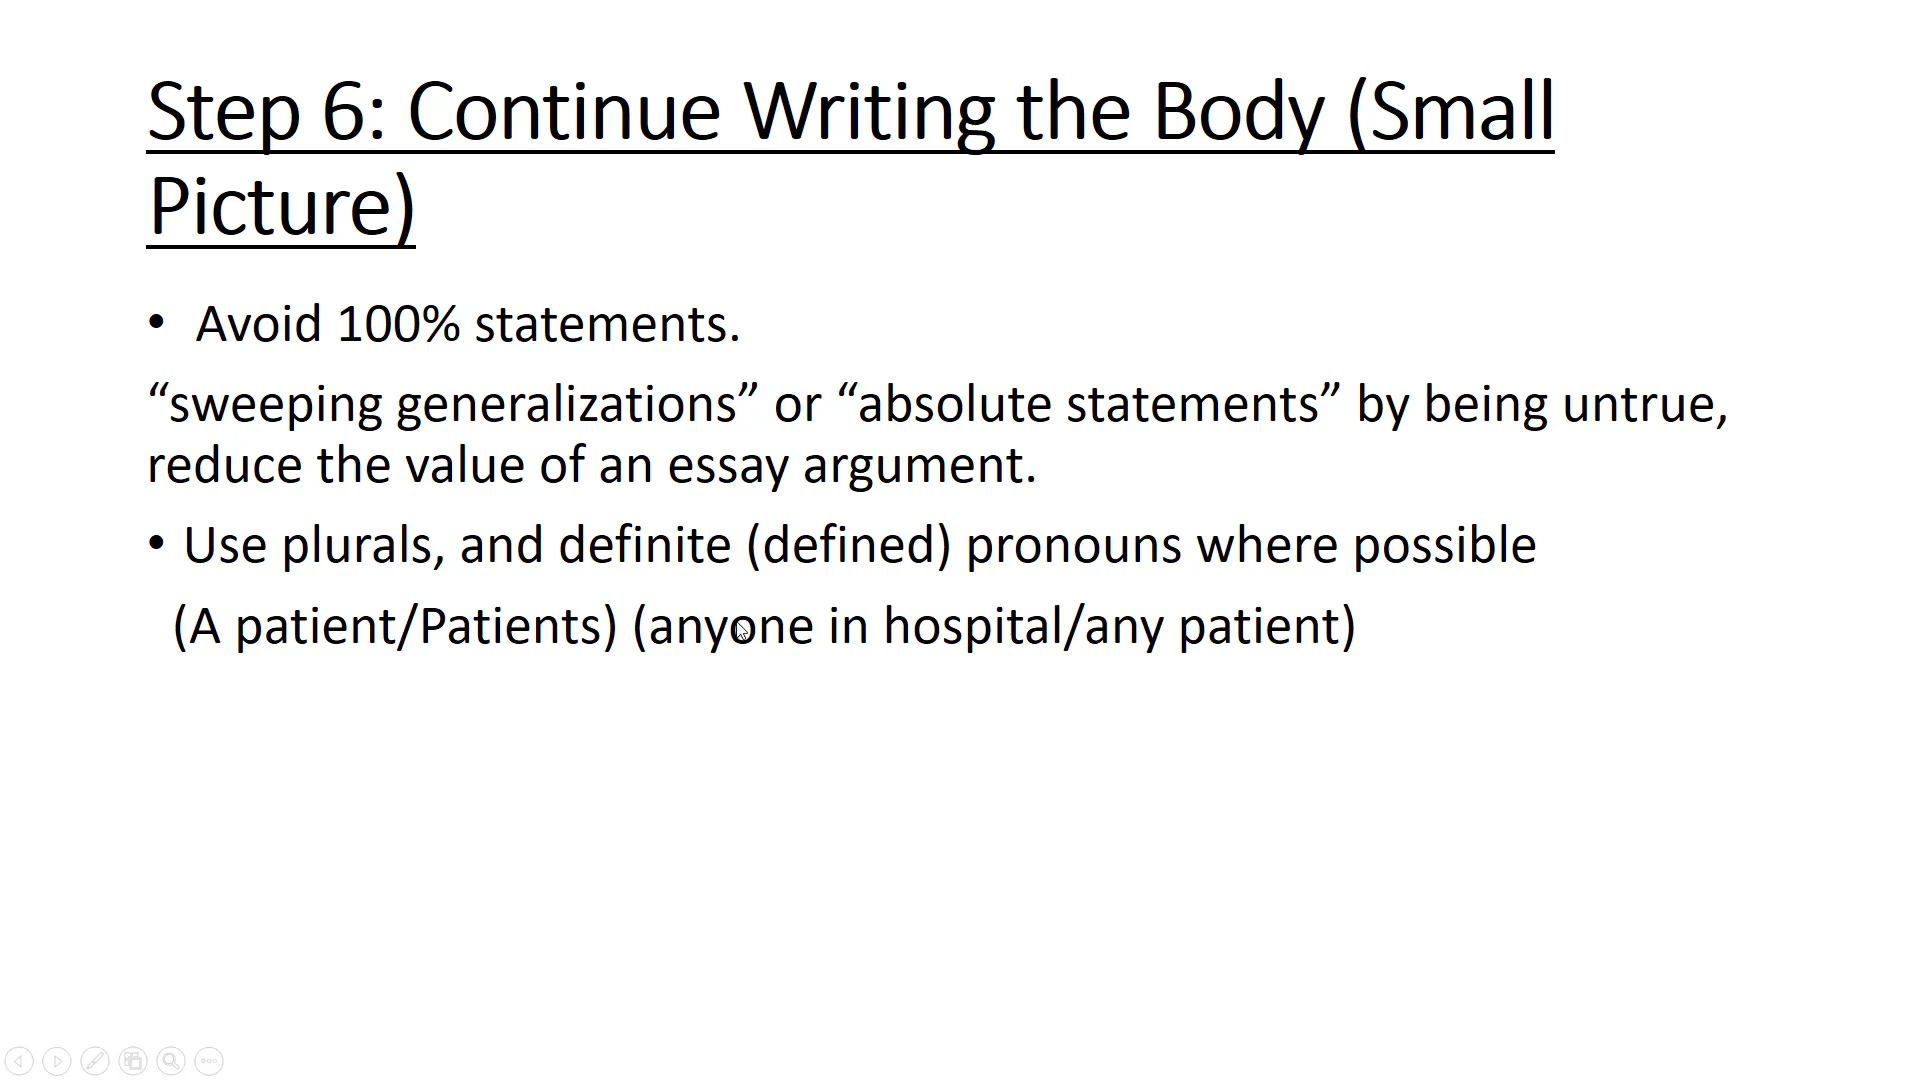 Step 6: Continue Writing the Body (Small
Picture)
• Avoid 100% statements.
“sweeping generalizations” or “absolute statements” by being untrue,
reduce the value of an essay argument.
• Use plurals, and definite (defined) pronouns where possible
(A patient/Patients) (anyone in hospital/any patient)